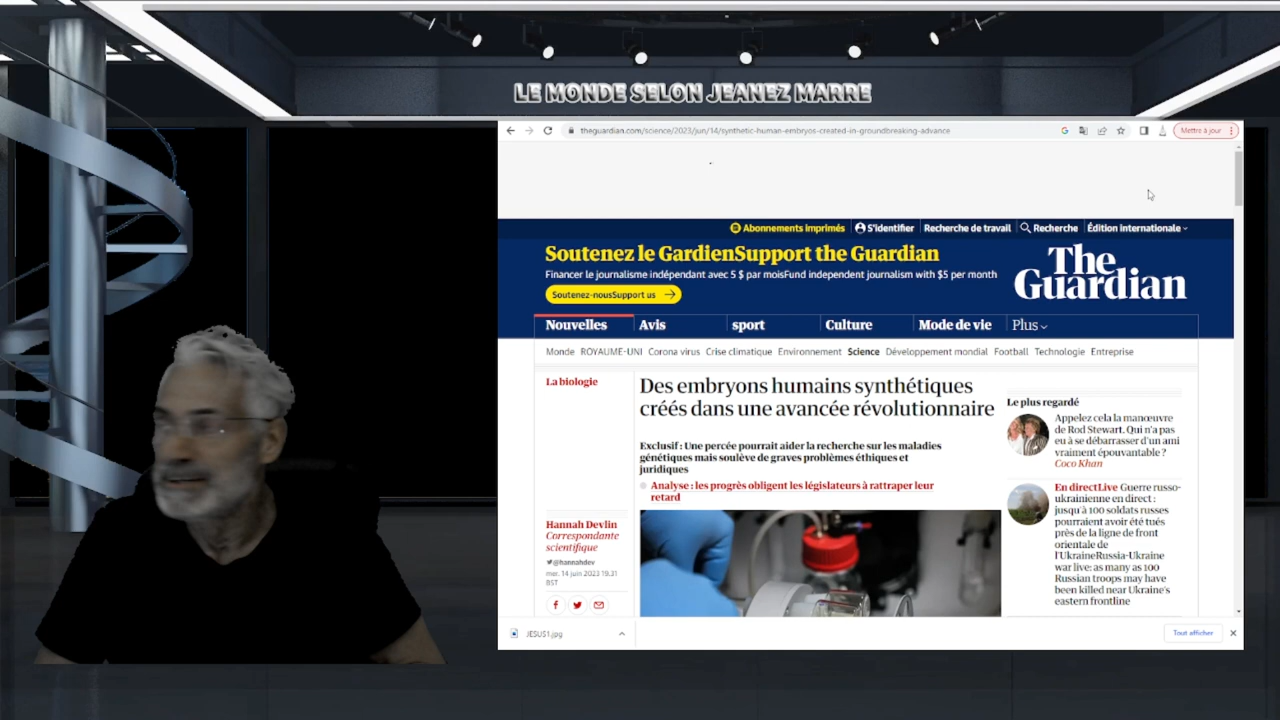 LE MONDE SELON JEANEZ MARRE
theguardian.com/science/2023/jun/14/synthetic-human-embryos-created-in-groundbreaking-advance
Mettre à jour
Abonnements imprimés
S'identifier
Recherche de travail
Recherche
Édition internationale
Soutenez le GardienSupport the Guardian
Financer le journalisme indépendant avec 5 $ par moisFund independent journalism with $5 per month
Soutenez-nousSupport us
The
Guardian
Nouvelles
Avis
sport
Culture
Mode de vie
Plus
Monde ROYAUME-UNI Corona virus Crise climatique Environnement Science Développement mondial Football Technologie Entreprise
La biologie
Des embryons humains synthétiques
créés dans une avancée révolutionnaire
Exclusif : Une percée pourrait aider la recherche sur les maladies
génétiques mais soulève de graves problèmes éthiques et
juridiques
Analyse : les progrès obligent les législateurs à rattraper leur
retard
Hannah Devlin
Correspondante
scientifique
@hannahdev
mer. 14 juin 2023 19.31
BST
Le plus regardé
Appelez cela la manœuvre
de Rod Stewart. Qui n'a pas
eu à se débarrasser d'un ami
vraiment épouvantable ?
Coco Khan
En directLive Guerre russo-
ukrainienne en direct :
jusqu'à 100 soldats russes
pourraient avoir été tués
près de la ligne de front
orientale de
l'UkraineRussia-Ukraine
war live: as many as 100
Russian troops may have
been killed near Ukraine's
eastern frontline
JESUS1.jpg
Tout afficher